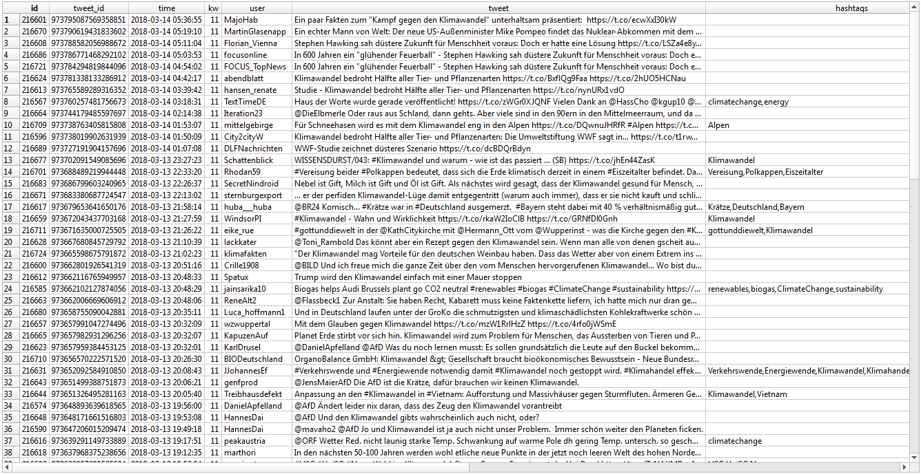 id tweet_id time kw user tweet hashtags
1 216601 973795087569358851 2018-03-14 05:36:55 11 MajoHab Ein paar Fakten zum "Kampf gegen den Klimawandel" unterhaltsam präsentiert: https://t.co/ecwXxI30kW
2 216670 973790619431833602 2018-03-14 05:19:10 11 MartinGlasenapp Ein echter Mann von Welt: Der neue US-Außenminister Mike Pompeo findet das Nuklear-Abkommen mit dem ...
3 216608 973788582056988672 2018-03-14 05:11:04 11 Florian_Vienna Stephen Hawking sah düstere Zukunft für Menschheit voraus: Doch er hatte eine Lösung https://t.co/LSZa4e8y...
4 216686 973786771468292102 2018-03-14 05:03:53 11 focusonline In 600 Jahren ein "glühender Feuerball" - Stephen Hawking sah düstere Zukunft für Menschheit voraus: Doch e...
5 216721 973784294819844096 2018-03-14 04:54:02 11 FOCUS_TopNews In 600 Jahren ein "glühender Feuerball" - Stephen Hawking sah düstere Zukunft für Menschheit voraus: Doch e...
6 216624 973781338133286912 2018-03-14 04:42:17 11 abendblatt Klimawandel bedroht Hälfte aller Tier- und Pflanzenarten https://t.co/BxfIQg9Faa https://t.co/2hUO5HCNau
7 216613 973765589289316352 2018-03-14 03:39:42 11 hansen_renate Studie - Klimawandel bedroht Hälfte aller Tier- und Pflanzenarten https://t.co/nynURx1vdO
8 216567 973760257481756673 2018-03-14 03:18:31 11 TextTimeDE Haus der Worte wurde gerade veröffentlicht! https://t.co/zWGr0XJQNF Vielen Dank an @HassCho @kgup10 @... climatechange,energy
9 216664 973744179485597697 2018-03-14 02:14:38 11 Iteration23 @DieElbmerle Oder raus aus Schland, dann gehts. Aber viele sind in den 90ern in den Mittelmeerstaaten gebli...
10 216709 973738763405815808 2018-03-14 01:53:07 11 mittelgebirge Für Schneehasen wird es mit dem Klimawandel eng in den Alpen https://t.co/DQwnuJHRfR #Alpen https://t.c... Alpen
11 216596 973738019902631939 2018-03-14 01:50:09 11 City2cityW Klimawandel bedroht Hälfte aller Tier- und Pflanzenarten: Die Umweltstiftung WWF sagt in... https://t.co/t1rw...
12 216689 973727191904157696 2018-03-14 01:07:08 11 DLFNachrichten WWF-Studie zeichnet düsteres Szenario https://t.co/dcBDQrBdyn
13 216677 973702091549085696 2018-03-13 23:27:23 11 Schattenblick WISSENSDURST/043: #Klimawandel und warum - wie ist das passiert ... (SB) https://t.co/jhEn44ZasK Klimawandel
14 216701 973688489219944448 2018-03-13 22:33:20 11 Rhodan59 #Vereisung beider #Polkappen bedeutet, dass sich die Erde klimatisch derzeit in einem #Eiszeitalter befindet. Da... Vereisung,Polkappen,Eiszeitalter
15 216683 973686799603240965 2018-03-13 22:26:37 11 SecretNindroid Nebel ist Gift, Milch ist Gift und Öl ist Gift. Als nächstes wird gesagt, dass der Klimawandel gesund für Mensch, ...
16 216671 973683380687724547 2018-03-13 22:13:02 11 sternburgexport ... er der perfiden Klimawandel-Lüge damit entgegentritt (warum auch immer), dass er sie nicht kauft und schli...
17 216617 973679653641650176 2018-03-13 21:58:14 11 huba___huba @BR24 Komisch... #Krätze war in #Deutschland ausgemerzt. #Bayern steht dabei mit 40 % verhältnismäßig gut... Krätze,Deutschland,Bayern
18 216659 973672043437703168 2018-03-13 21:27:59 11 WindsorPI #Klimawandel - Wahn und Wirklichkeit https://t.co/rkaW2IoCIB https://t.co/GRNfDl0Gnh Klimawandel
19 216711 973671635000725505 2018-03-13 21:26:22 11 eike_rue #gottunddiewelt in der @KathCitykirche mit @Hermann_Ott vom @Wupperinst - was die Kirche gegen den #K... gottunddiewelt,Klimawandel
20 216628 973667680845729792 2018-03-13 21:10:39 11 lackkater @Toni_Rambold Das könnt aber ein Rezept gegen den Klimawandel sein. Wenn man alle von denen gscheit au...
21 216724 973665598679751872 2018-03-13 21:02:23 11 klimafakten "Der Klimawandel mag Vorteile für den deutschen Weinbau haben. Dass das Wetter aber von einem Extrem ins ...
22 216600 973662801926541319 2018-03-13 20:51:16 11 Crille1908 @BILD Und ich freue mich die ganze Zeit über den vom Menschen hervorgerufenen Klimawandel... Wo bist du...
23 216612 973662116765949957 2018-03-13 20:48:33 11 Spatux Trump wird den Klimawandel einfach mit einer Mauer stoppen
24 216585 973662102127874056 2018-03-13 20:48:29 11 jainsarika10 Biogas helps Audi Brussels plant go CO2 neutral #renewables #biogas #ClimateChange #sustainability https://... renewables,biogas,ClimateChange,sustainability
25 216663 973662006669606912 2018-03-13 20:48:06 11 ReneAlt2 @Flassbeck1 Zur Anstalt: Sie haben Recht, Kabarett muss keine Faktenkette liefern, ich hatte mich nur dran ge...
26 216680 973658755090042881 2018-03-13 20:35:11 11 Luca_hoffmann1 Und in Deutschland laufen unter der GroKo die schmutzigsten und klimaschädlichsten Kohlekraftwerke schön ...
27 216657 973657991047274496 2018-03-13 20:32:09 11 wzwuppertal Mit dem Glauben gegen Klimawandel https://t.co/mzW1RrlHzZ https://t.co/4rfo0jWSmE
28 216665 973657982931296256 2018-03-13 20:32:07 11 KapuzenAuf Planet Erde stirbt vor sich hin. Klimawandel wird zum Problem für Menschen, das Aussterben von Tieren und P...
29 216623 973657595938443125 2018-03-13 20:32:01 11 KarlDusel @DanielApfelland @AfD Was du noch lernen musst: Es sollen grundsätzlich die Leute auf den Buckel bekomm...
30 216710 973656570022571520 2018-03-13 20:26:30 11 BIODeutschland OrganoBalance GmbH: Klimawandel &gt; Gesellschaft braucht bioökonomisches Bewusstsein - Neue Bundesr...
31 216631 973652092584910850 2018-03-13 20:08:43 11 JJohannesEf #Verkehrswende und #Energiewende notwendig damit #Klimawandel noch gestoppt wird. #Klimahandel effek... Verkehrswende,Energiewende,Klimawandel,Klimahande
32 216643 973651499388751873 2018-03-13 20:06:21 11 genfprod @JensMaierAfD Die AfD ist die Krätze, dafür brauchen wir keinen Klimawandel.
33 216644 973651326495281163 2018-03-13 20:05:40 11 Treibhausdefekt Anpassung an den #Klimawandel in #Vietnam: Aufforstung und Massivhäuser gegen Sturmfluten. Ärmeren Ge... Klimawandel,Vietnam
34 216574 973648893639618565 2018-03-13 19:56:00 11 DanielApfelland @AfD Ändert leider nix daran, dass des Zeug den Klimawandel vorantreibt
35 216697 973648171661516803 2018-03-13 19:53:08 11 HannesDai @AfD Und den Klimawandel gibts wahrscheinlich auch nicht, oder?
36 216590 973647206015209474 2018-03-13 19:49:18 11 HannesDai @mavaho2 @AfD Jo und Klimawandel ist ja auch nicht unser Problem. Immer schön weiter den Planeten ficken.
37 216616 973639291149733889 2018-03-13 19:17:51 11 peakaustria @ORF Wetter Red. nicht launig starke Temp. Schwankung auf warme Pole dh gering Temp. untersch. so gesch... climatechange
38 216618 973637968375238656 2018-03-13 19:12:35 11 marthori In den nächsten 50-100 Jahren werden wohl etliche neue Punkte in der jetzt noch leeren Welt des hohen Norde...